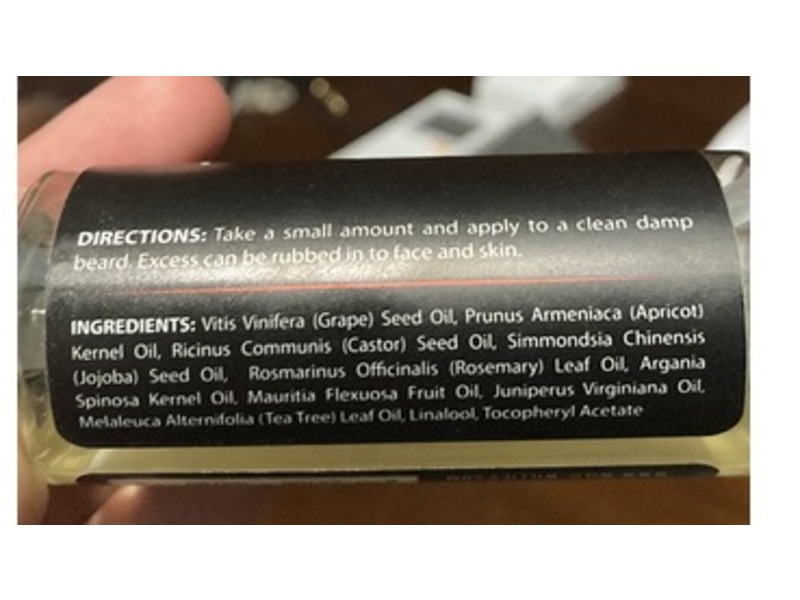 DIRECTIONS: Take a small amount and apply to a clean damp
beard. Excess can be rubbed in to face and skin.
INGREDIENTS: Vitis Vinifera (Grape) Seed Oil, Prunus Armeniaca (Apricot)
Kernel Oil, Ricinus Communis (Castor) Seed Oil, Simmondsia Chinensis
(Jojoba) Seed Oil, Rosmarinus Officinalis (Rosemary) Leaf Oil, Argania
Spinosa Kernel Oil, Mauritia Flexuosa Fruit Oil, Juniperus Virginiana Oil,
Melaleuca Alternifolia (Tea Tree) Leaf Oil, Linalool, Tocopheryl Acetate